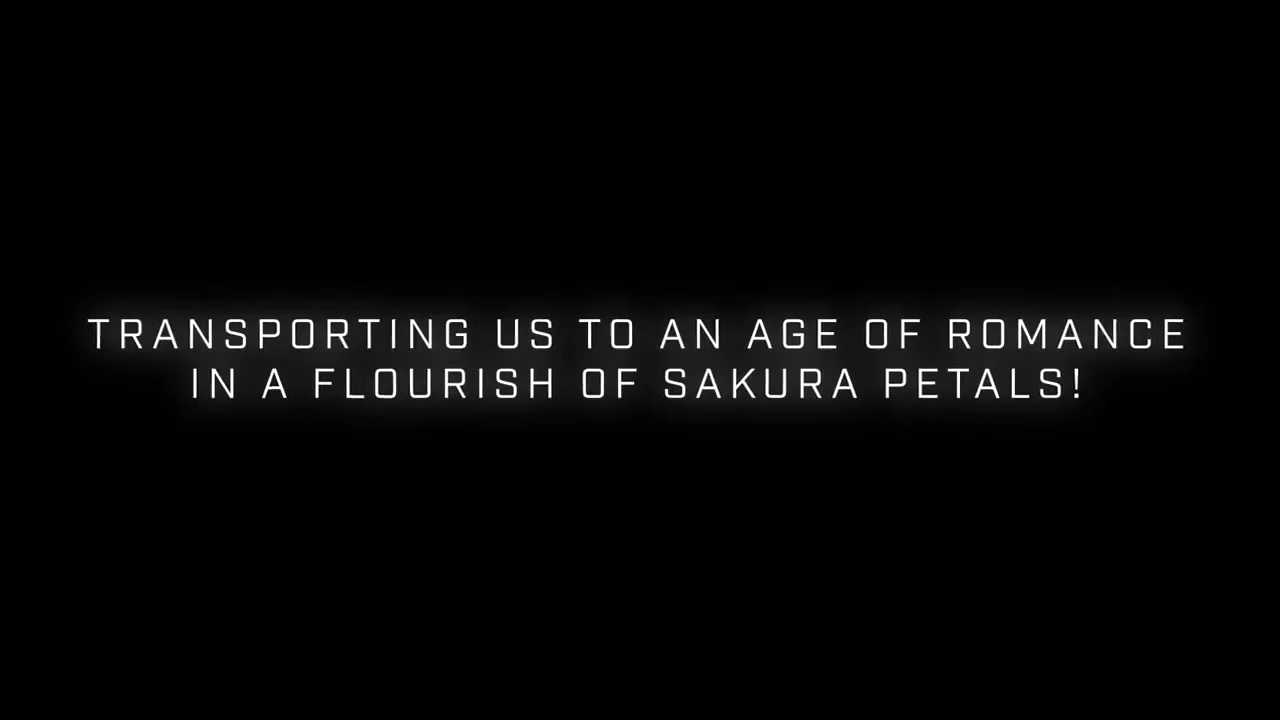 TRANSPORTING US TO AN AGE OF ROMANCE
IN A FLOURISH OF SAKURA PETALS!